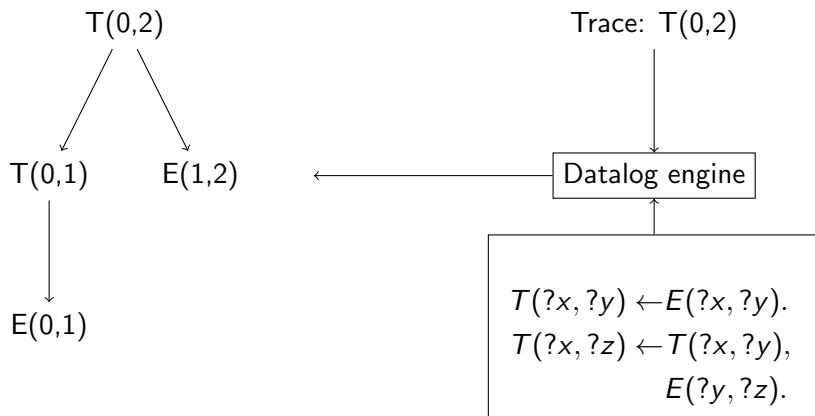 T(0,2)
Trace: T(0,2)
T(0,1)
E(1,2)
Datalog engine
E(0,1)
T(?x, ?y) ←E(?x, ?y).
T(?x, ?z) ←T(?x, ?y),
E(?y, ?z).